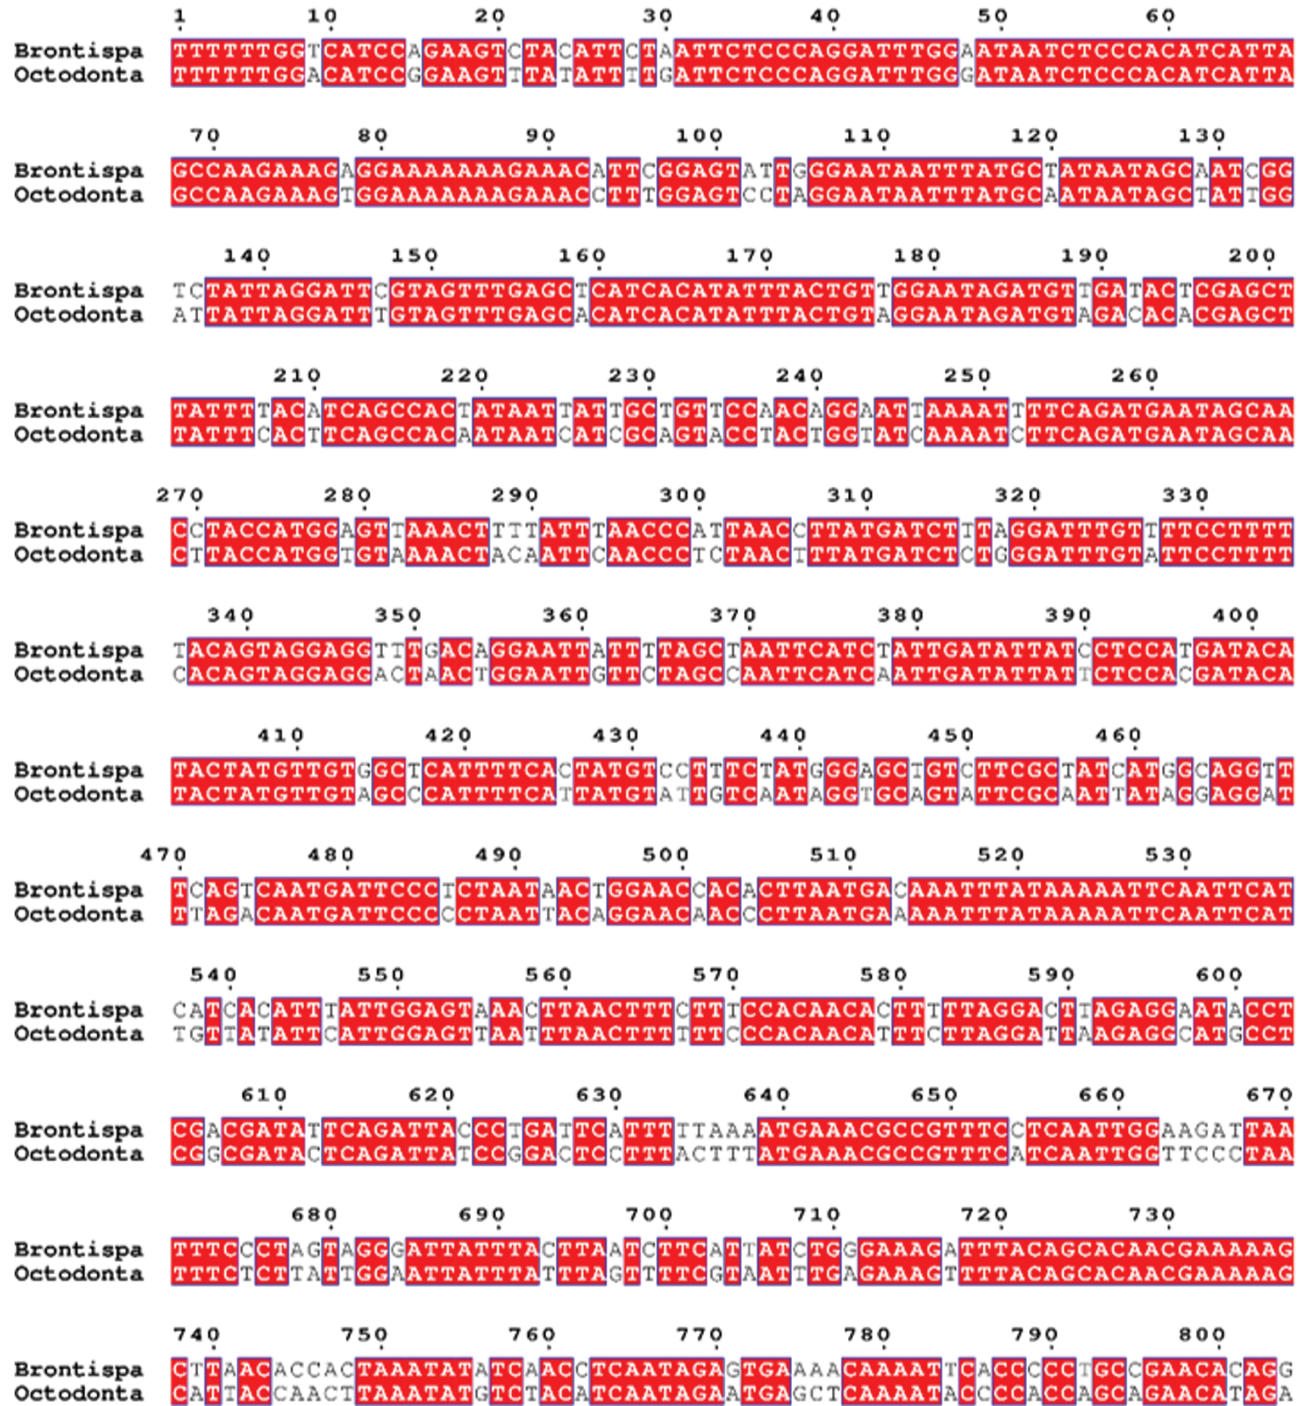 1 10 20 30 40 50 60
Brontispa TTTTTTGGTCATCCAGAAGTCTACATTCTAATTCTCCCAGGATTTGGAATAATCTCCCACATCATTA
Octodonta TTTTTTGGACATCCGGAAGTTTATATTTTGATTCTCCCAGGATTTGGGATAATCTCCCACATCATTA
70 80 90 100 110 120 130
Brontispa GCCAAGAAAGAGGAAAAAAAGAAACATTCGGAGTATTGGGAATAATTTATGCTATAATAGCAATCGG
Octodonta GCCAAGAAAGTGGAAAAAAAGAAACCTTTGGAGTCCTAGGAATAATTTATGCAATAATAGCTATTGG
140 150 160 170 180 190 200
Brontispa TCTATTAGGATTCGTAGTTTGAGCTCATCACATATTTACTGTTGGAATAGATGTTGATACTCGAGCT
Octodonta ATTATTAGGATTTGTAGTTTGAGCACATCACATATTTACTGTAGGAATAGATGTAGACACACGAGCT
210 220 230 240 250 260
Brontispa TATTTTACATCAGCCACTATAATTATTGCTGTTCCAACAGGAATTAAAATTTTCAGATGAATAGCAA
Octodonta TATTTCACTTCAGCCACAATAATCATCGCAGTACCTACTGGTATCAAAATCTTCAGATGAATAGCAA
270 280 290 300 310 320 330
Brontispa CCTACCATGGAGTTAAACTTTTATTTAACCCATTAACCTTATGATCTTTAGGATTTGTTTTCCTTTT
Octodonta CTTACCATGGTGTAAAACTACAATTCAACCCTCTAACTTTATGATCTCTGGGATTTGTATTCCTTTT
340 350 360 370 380 390 400
Brontispa TACAGTAGGAGGTTTGACAGGAATTATTTTAGCTAATTCATCTATTGATATTATCCTCCATGATACA
Octodonta CACAGTAGGAGGACTAACTGGAATTGTTCTAGCCAATTCATCAATTGATATTATTCTCCACGATACA
410 420 430 440 450 460
Brontispa TACTATGTTGTGGCTCATTTTCACTATGTCCTTTCTATGGGAGCTGTCTTCGCTATCATGGCAGGTT
Octodonta TACTATGTTGTAGCCCATTTTCATTATGTATTGTCAATAGGTGCAGTATTCGCAATTATAGGAGGAT
470 480 490 500 510 520 530
Brontispa TCAGTCAATGATTCCCTCTAATAACTGGAACCACACTTAATGACAAATTTATAAAAATTCAATTCAT
Octodonta TTAGACAATGATTCCCCCTAATTACAGGAACAACCCTTAATGAAAAATTTATAAAAATTCAATTCAT
540 550 560 570 580 590 600
Brontispa CATCACATTTATTGGAGTAAACTTAACTTTCTTTCCACAACACTTTTTAGGACTTAGAGGAATACCT
Octodonta TGTTATATTCATTGGAGTTAATTTAACTTTTTTCCCACAACATTTCTTAGGATTAAGAGGCATGCCT
610 620 630 640 650 660 670
Brontispa CGACGATATTCAGATTACCCTGATTCATTTTTAAAATGAAACGCCGTTTCCTCAATTGGAAGATTAA
Octodonta CGGCGATACTCAGATTATCCGGACTCCTTTACTTTATGAAACGCCGTTTCATCAATTGGTTCCCTAA
680 690 700 710 720 730
Brontispa TTTCCCTAGTAGGGATTATTTACTTAATCTTCATTATCTGGGAAAGATTTACAGCACAACGAAAAAG
Octodonta TTTCTCTTATTGGAATTATTTATTTAGTTTTCGTAATTTGAGAAAGTTTTACAGCACAACGAAAAAG
740 750 760 770 780 790 800
Brontispa CTTAACACCACTAAATATATCAACCTCAATAGAGTGAAAACAAAATTCACCCCCTGCCGAACACAGG
Octodonta CATTACCAACTTAAATATGTCTACATCAATAGAATGAGCTCAAAATACCCCACCAGCAGAACATAGA